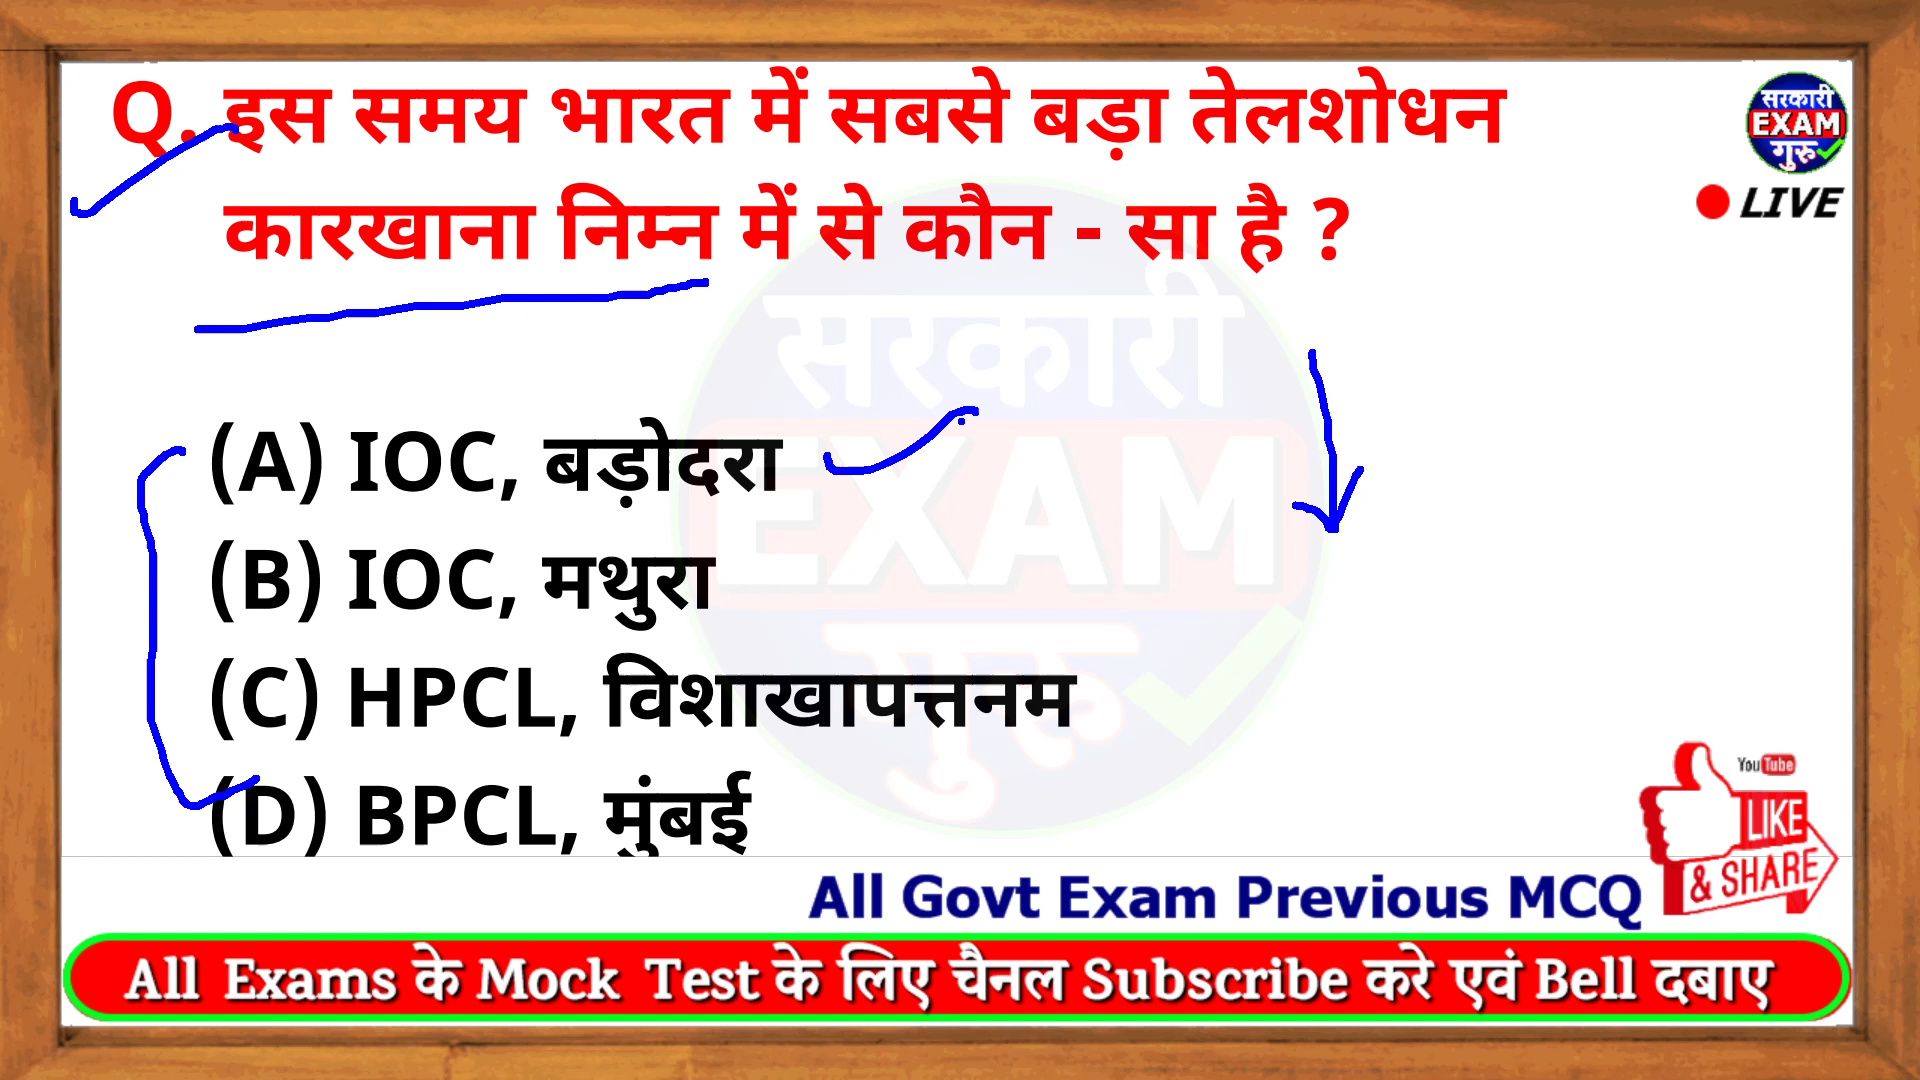 Q. इस समय भारत में सबसे बड़ा तेलशोधन
कारखाना निम्न में से कौन - सा है ?
सरकारी
EXAM
गुरु
LIVE
सरकारी
EXAM
गुरु
(A) IOC, बड़ोदरा
(B) IOC, मथुरा
(C) HPCL, विशाखापत्तनम
(D) BPCL, मुंबई
YouTube
LIKE
& SHARE
All Govt Exam Previous MCQ
All Exams के Mock Test के लिए चैनल Subscribe करे एवं Bell दबाए